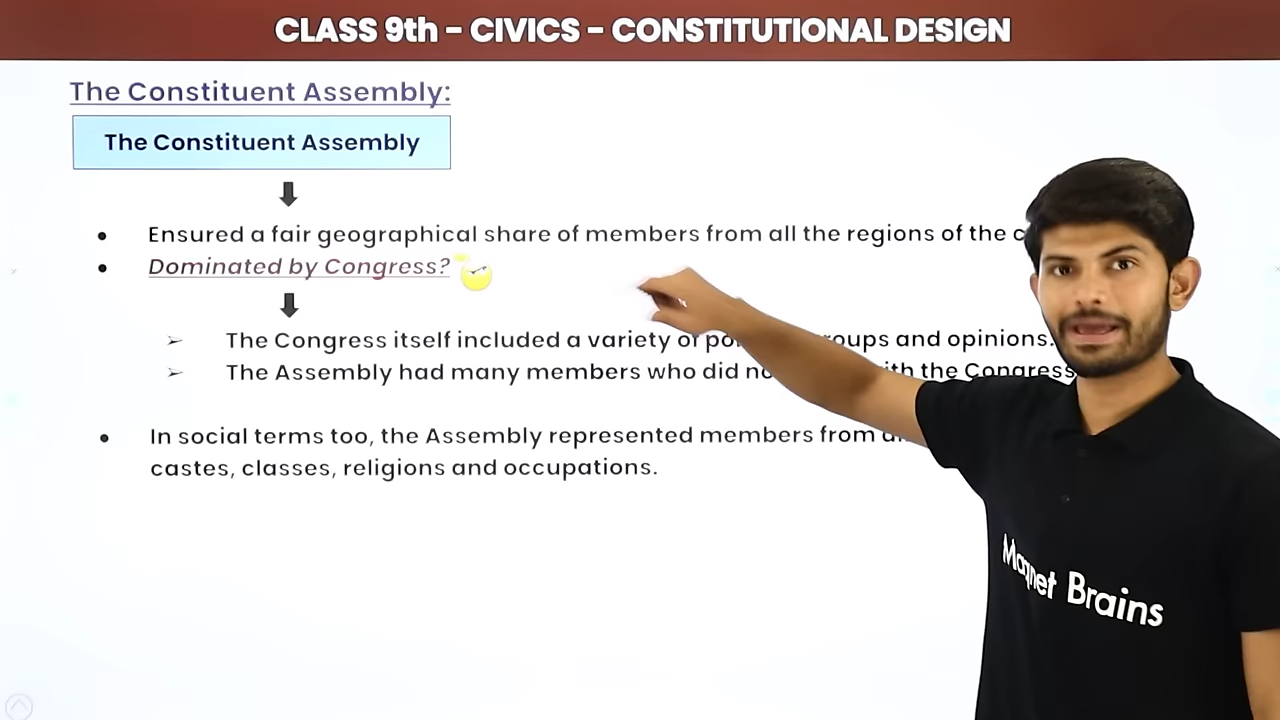 CLASS 9th - CIVICS - CONSTITUTIONAL DESIGN
The Constituent Assembly:
The Constituent Assembly
Ensured a fair geographical share of members from all the regions of the
Dominated by Congress?
The Congress itself included a variety of and opinions.
The Assembly had many members who did the Congress
In social terms too, the Assembly represented members from
castes, classes, religions and occupations.
Magnet Brains